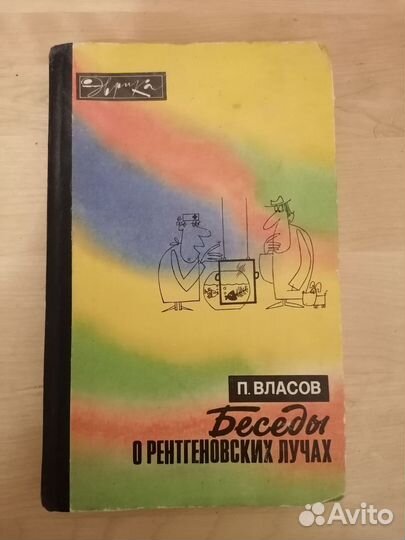 Эврика
П. ВЛАСОВ
Беседы
О РЕНТГЕНОВСКИХ ЛУЧАХ
Avito